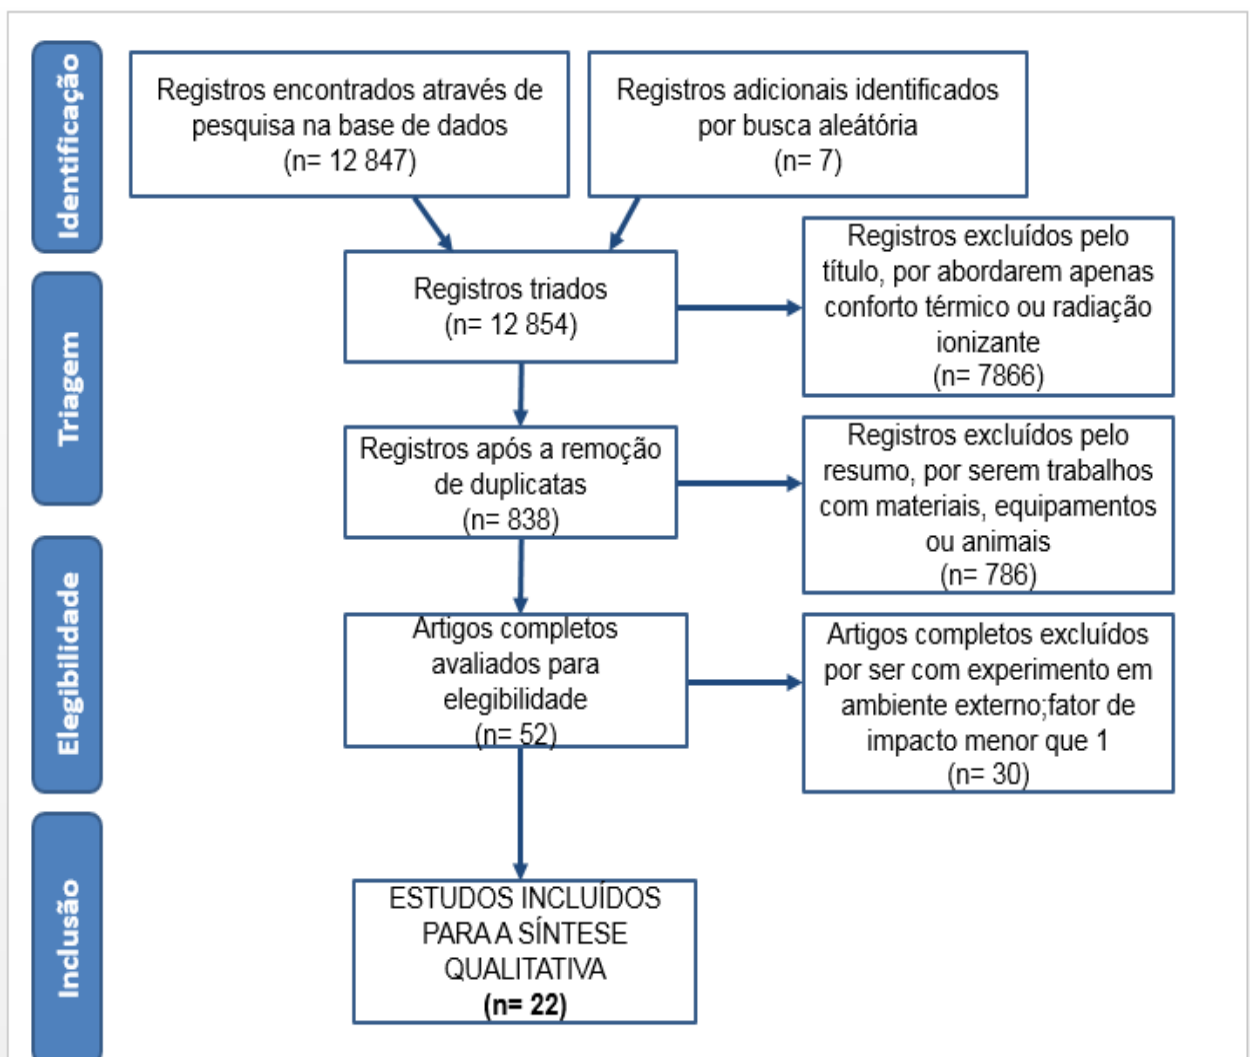 Identificação
Registros encontrados através de
pesquisa na base de dados
(n= 12 847)
Registros adicionais identificados
por busca aleátória
(n= 7)
Triagem
Registros triados
(n= 12 854)
Registros excluídos pelo
título, por abordarem apenas
conforto térmico ou radiação
ionizante
(n= 7866)
Registros após a remoção
de duplicatas
(n= 838)
Registros excluídos pelo
resumo, por serem trabalhos
com materiais, equipamentos
ou animais
(n= 786)
Elegibilidade
Artigos completos
avaliados para
elegibilidade
(n= 52)
Artigos completos excluídos
por ser com experimento em
ambiente externo;fator de
impacto menor que 1
(n= 30)
Inclusão
ESTUDOS INCLUÍDOS
PARA A SÍNTESE
QUALITATIVA
(n= 22)